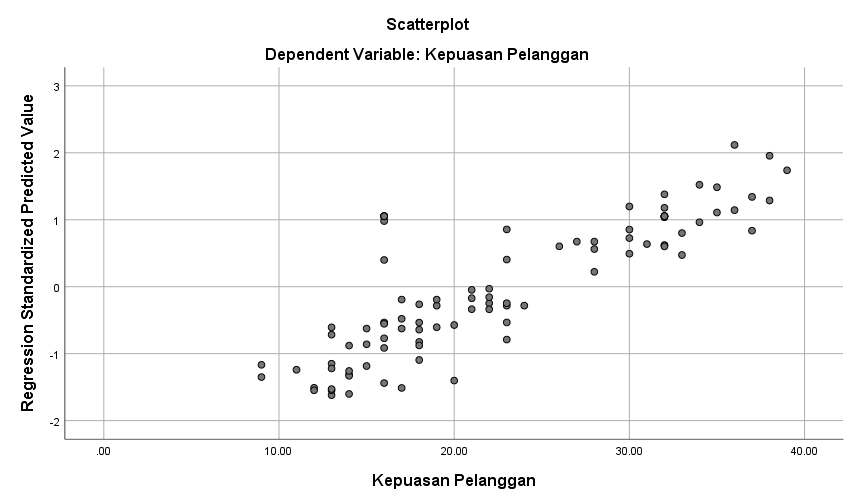 Scatterplot
Dependent Variable: Kepuasan Pelanggan
Regression Standardized Predicted Value
3
2
1
0
-1
-2
.00 10.00 20.00 30.00 40.00
Kepuasan Pelanggan